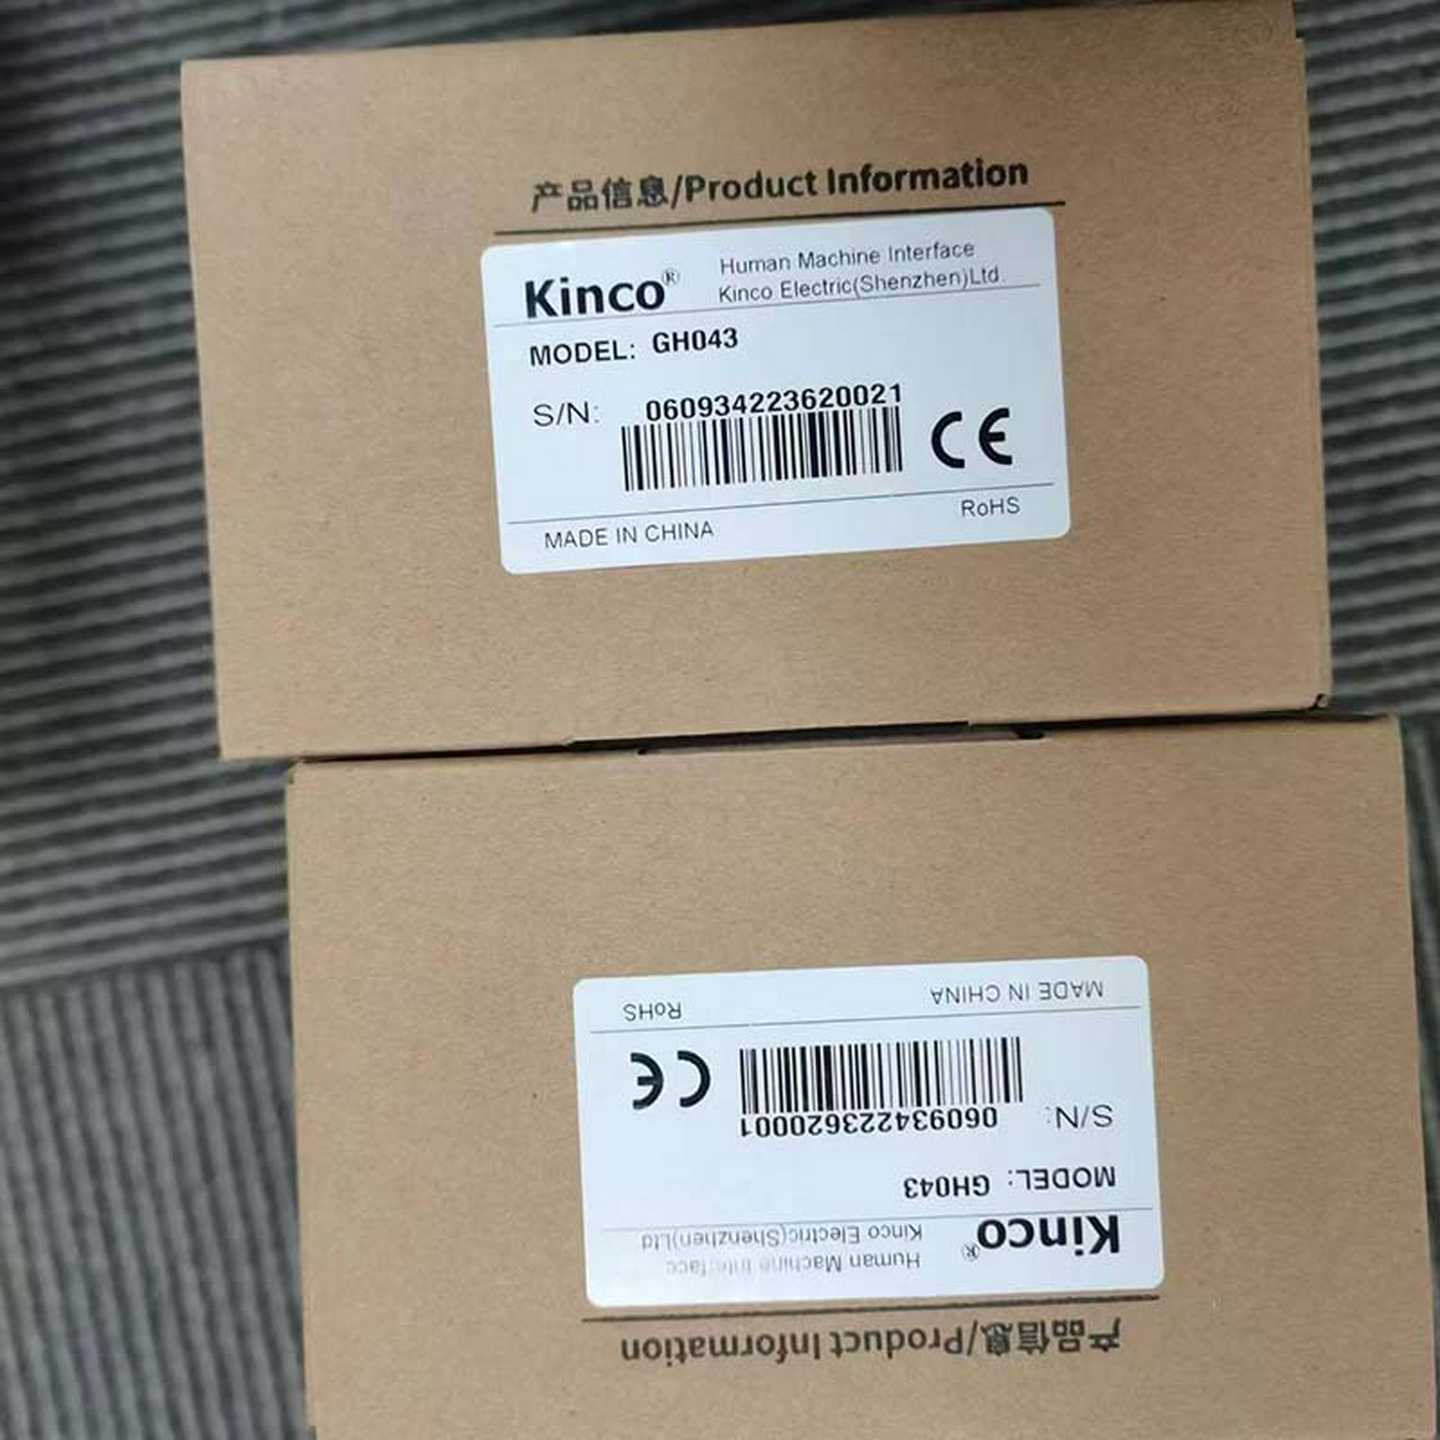 产品信息/Product Information
Kinco®
Human Machine Interface
Kinco Electric(Shenzhen)Ltd.
MODEL: GH043
S/N: 060934223620021
CE
MADE IN CHINA
RoHS
产品信息/Product Information
Kinco®
Human Machine Interface
Kinco Electric(Shenzhen)Ltd
MODEL: GH043
S/N: 060934223620001
CE
MADE IN CHINA
RoHS